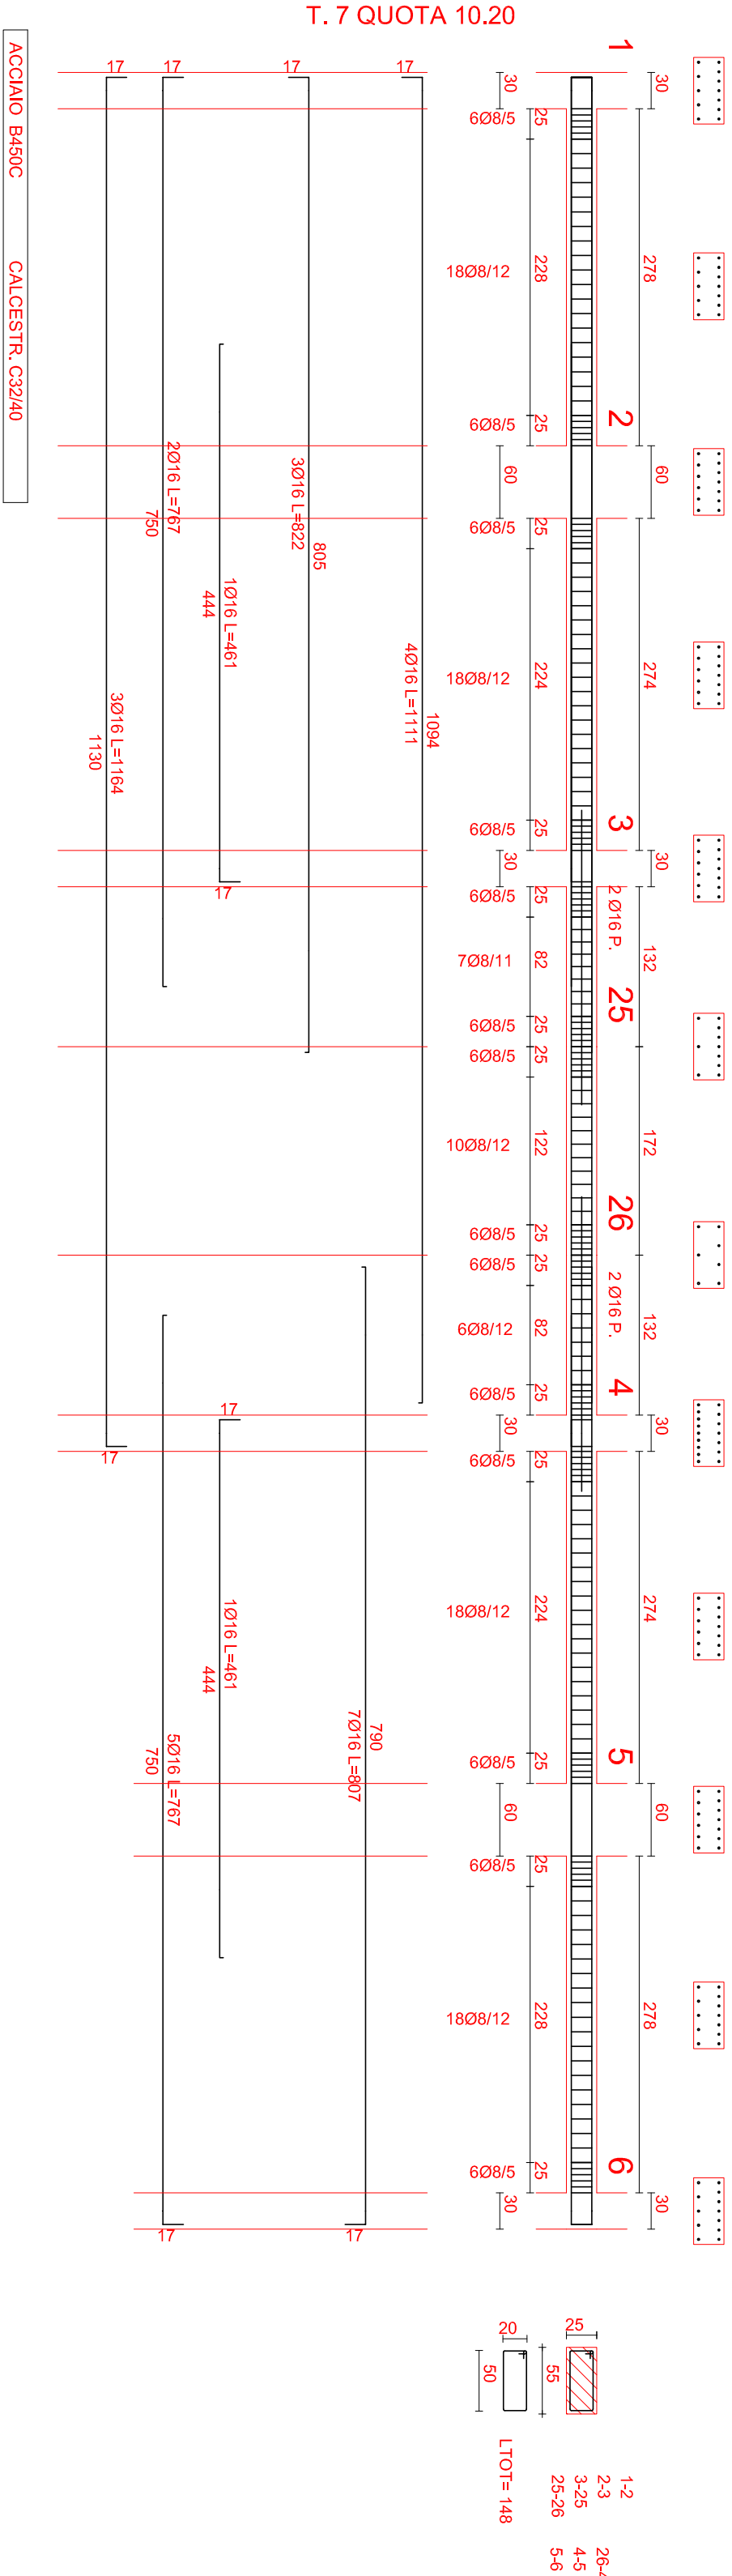 T. 7 QUOTA 10.20
ACCIAIO B450C CALCESTR. C32/40
1
2
3
25
26
4
5
6
30
278
60
274
30
132
172
132
30
274
60
278
30
2 Ø16 P.
2 Ø16 P.
25
228
25
25
224
25
25
82
25
25
122
25
25
82
25
25
224
25
25
228
25
30
60
30
30
60
30
6Ø8/5
18Ø8/12
6Ø8/5
6Ø8/5
18Ø8/12
6Ø8/5
6Ø8/5
7Ø8/11
6Ø8/5
6Ø8/5
10Ø8/12
6Ø8/5
6Ø8/5
6Ø8/12
6Ø8/5
6Ø8/5
18Ø8/12
6Ø8/5
6Ø8/5
18Ø8/12
6Ø8/5
17
1094
4Ø16 L=1111
790
7Ø16 L=807
17
17
805
3Ø16 L=822
1Ø16 L=461
444
17
17
1Ø16 L=461
444
17
2Ø16 L=767
750
5Ø16 L=767
750
17
17
3Ø16 L=1164
1130
17
25
55
20
50
LTOT= 148
1-2
2-3 26-4
3-25 4-5
25-26 5-6